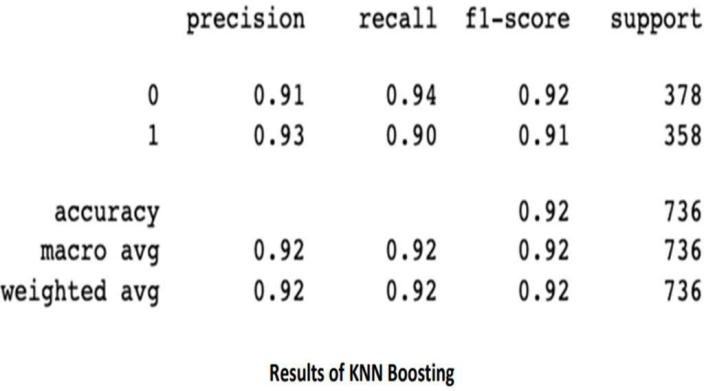 precision recall f1-score support
0 0.91 0.94 0.92 378
1 0.93 0.90 0.91 358
accuracy 0.92 736
macro avg 0.92 0.92 0.92 736
weighted avg 0.92 0.92 0.92 736
Results of KNN Boosting